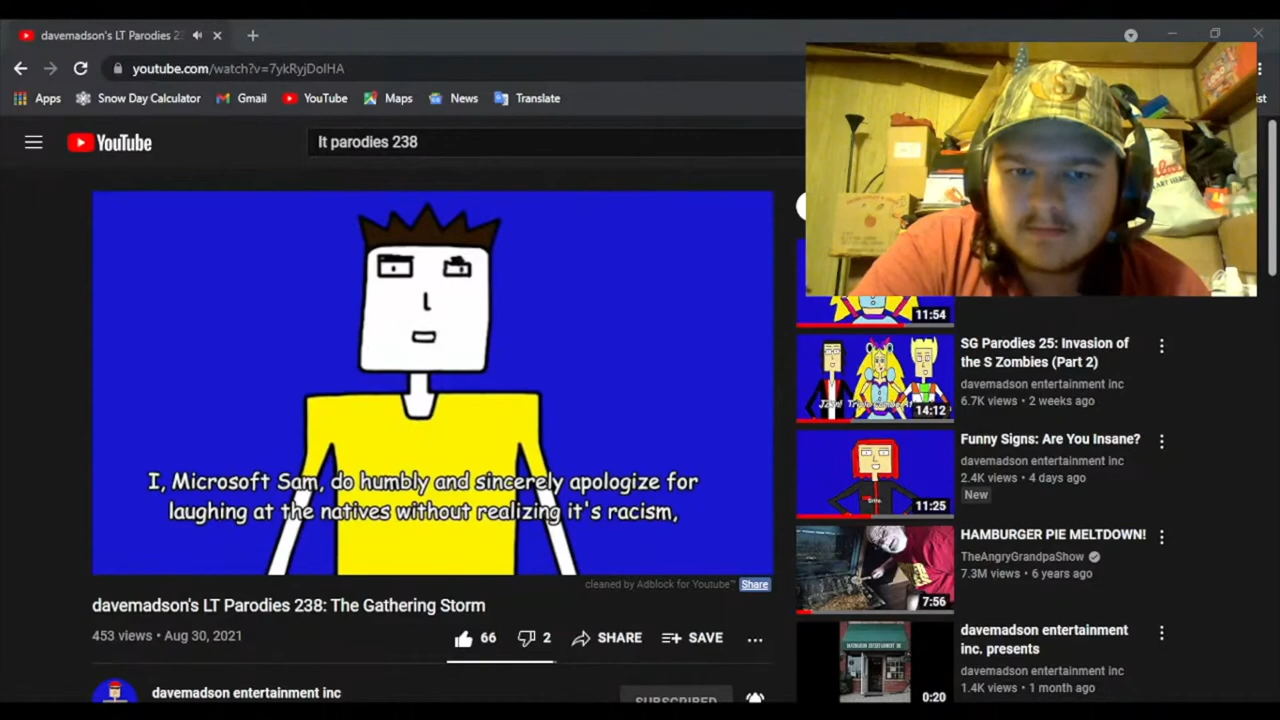 davemadson's LT Parodies 23
youtube.com/watch?v=7ykRyjDoIHA
Apps Snow Day Calculator Gmail YouTube Maps News Translate
ist
YouTube
lt parodies 238
I, Microsoft Sam, do humbly and sincerely apologize for
laughing at the natives without realizing it's racism,
cleaned by Adblock for Youtube™ Share
davemadson's LT Parodies 238: The Gathering Storm
453 views • Aug 30, 2021
66 2 SHARE SAVE
davemadson entertainment inc
SUBSCRIBED
11:54
SG Parodies 25: Invasion of
the S Zombies (Part 2)
davemadson entertainment inc
6.7K views • 2 weeks ago
14:12
Funny Signs: Are You Insane?
davemadson entertainment inc
2.4K views • 4 days ago
New
11:25
HAMBURGER PIE MELTDOWN!
TheAngryGrandpaShow
7.3M views • 6 years ago
7:56
davemadson entertainment
inc. presents
davemadson entertainment inc
1.4K views • 1 month ago
0:20